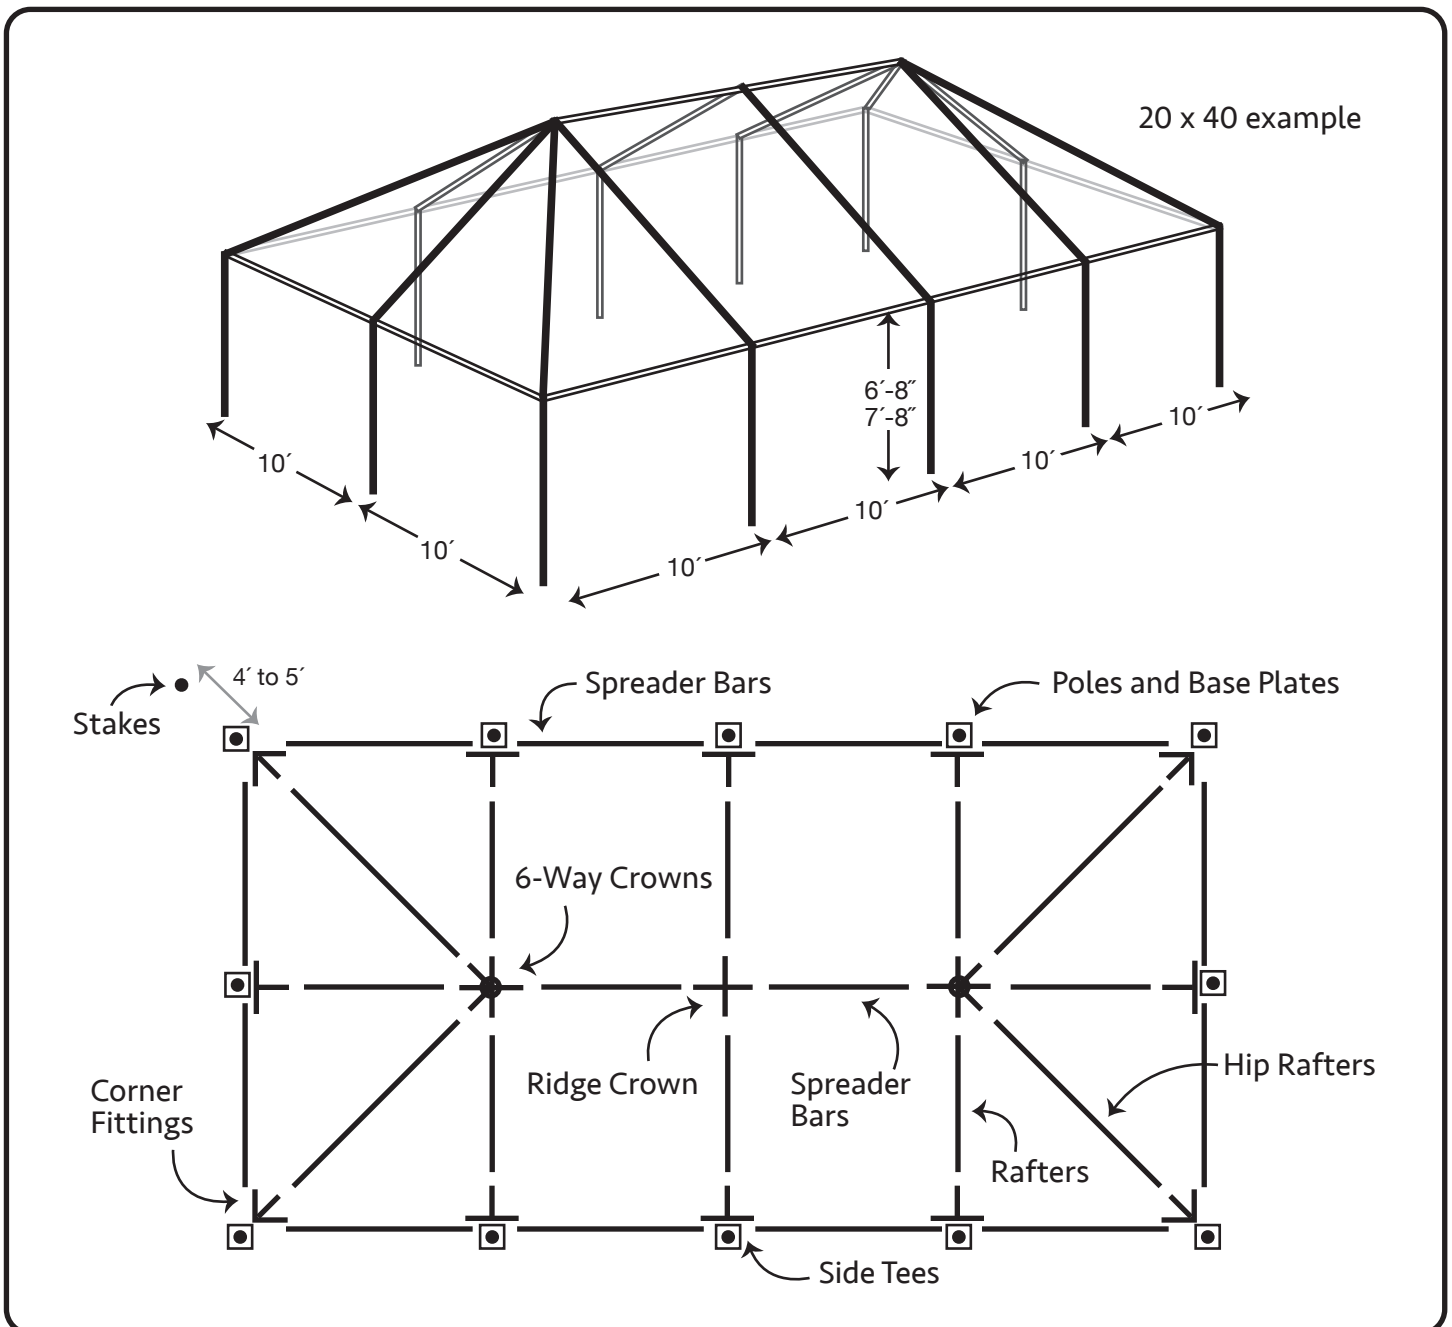 20 x 40 example
6´-8˝
7´-8˝
10´
10´
10´
10´
10´
10´
4´ to 5´
Stakes
Spreader Bars
Poles and Base Plates
6-Way Crowns
Ridge Crown
Spreader
Bars
Hip Rafters
Corner
Fittings
Rafters
Side Tees